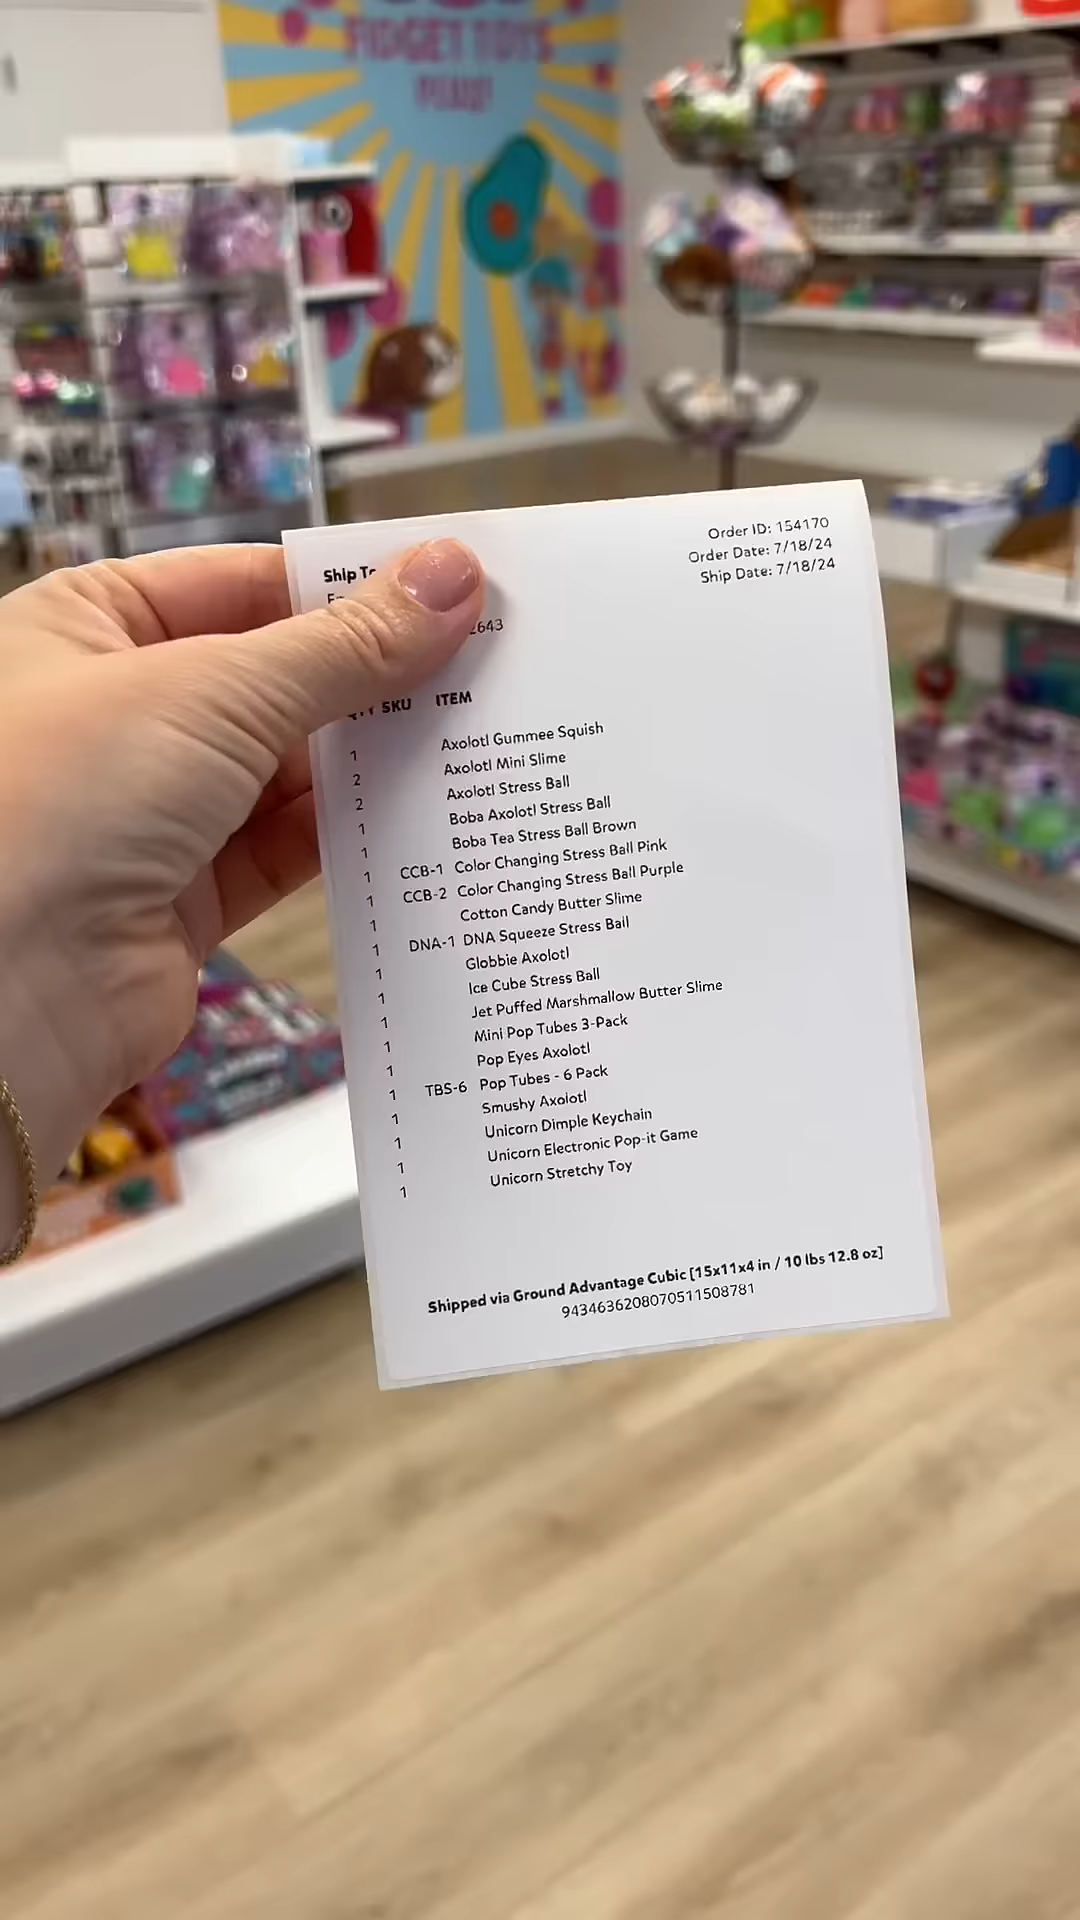 FIDGET TOYS
PLUS!
Order ID: 154170
Order Date: 7/18/24
Ship Date: 7/18/24
Ship
2643
QTY SKU ITEM
1 Axolotl Gummee Squish
2 Axolotl Mini Slime
2 Axolotl Stress Ball
1 Boba Axolotl Stress Ball
1 Boba Tea Stress Ball Brown
1 CCB-1 Color Changing Stress Ball Pink
1 CCB-2 Color Changing Stress Ball Purple
1 Cotton Candy Butter Slime
1 DNA-1 DNA Squeeze Stress Ball
1 Globbie Axolotl
1 Ice Cube Stress Ball
1 Jet Puffed Marshmallow Butter Slime
1 Mini Pop Tubes 3-Pack
1 Pop Eyes Axolotl
1 TBS-6 Pop Tubes - 6 Pack
1 Smushy Axolotl
1 Unicorn Dimple Keychain
1 Unicorn Electronic Pop-it Game
1 Unicorn Stretchy Toy
Shipped via Ground Advantage Cubic [15x11x4 in / 10 lbs 12.8 oz]
9434636208070511508781